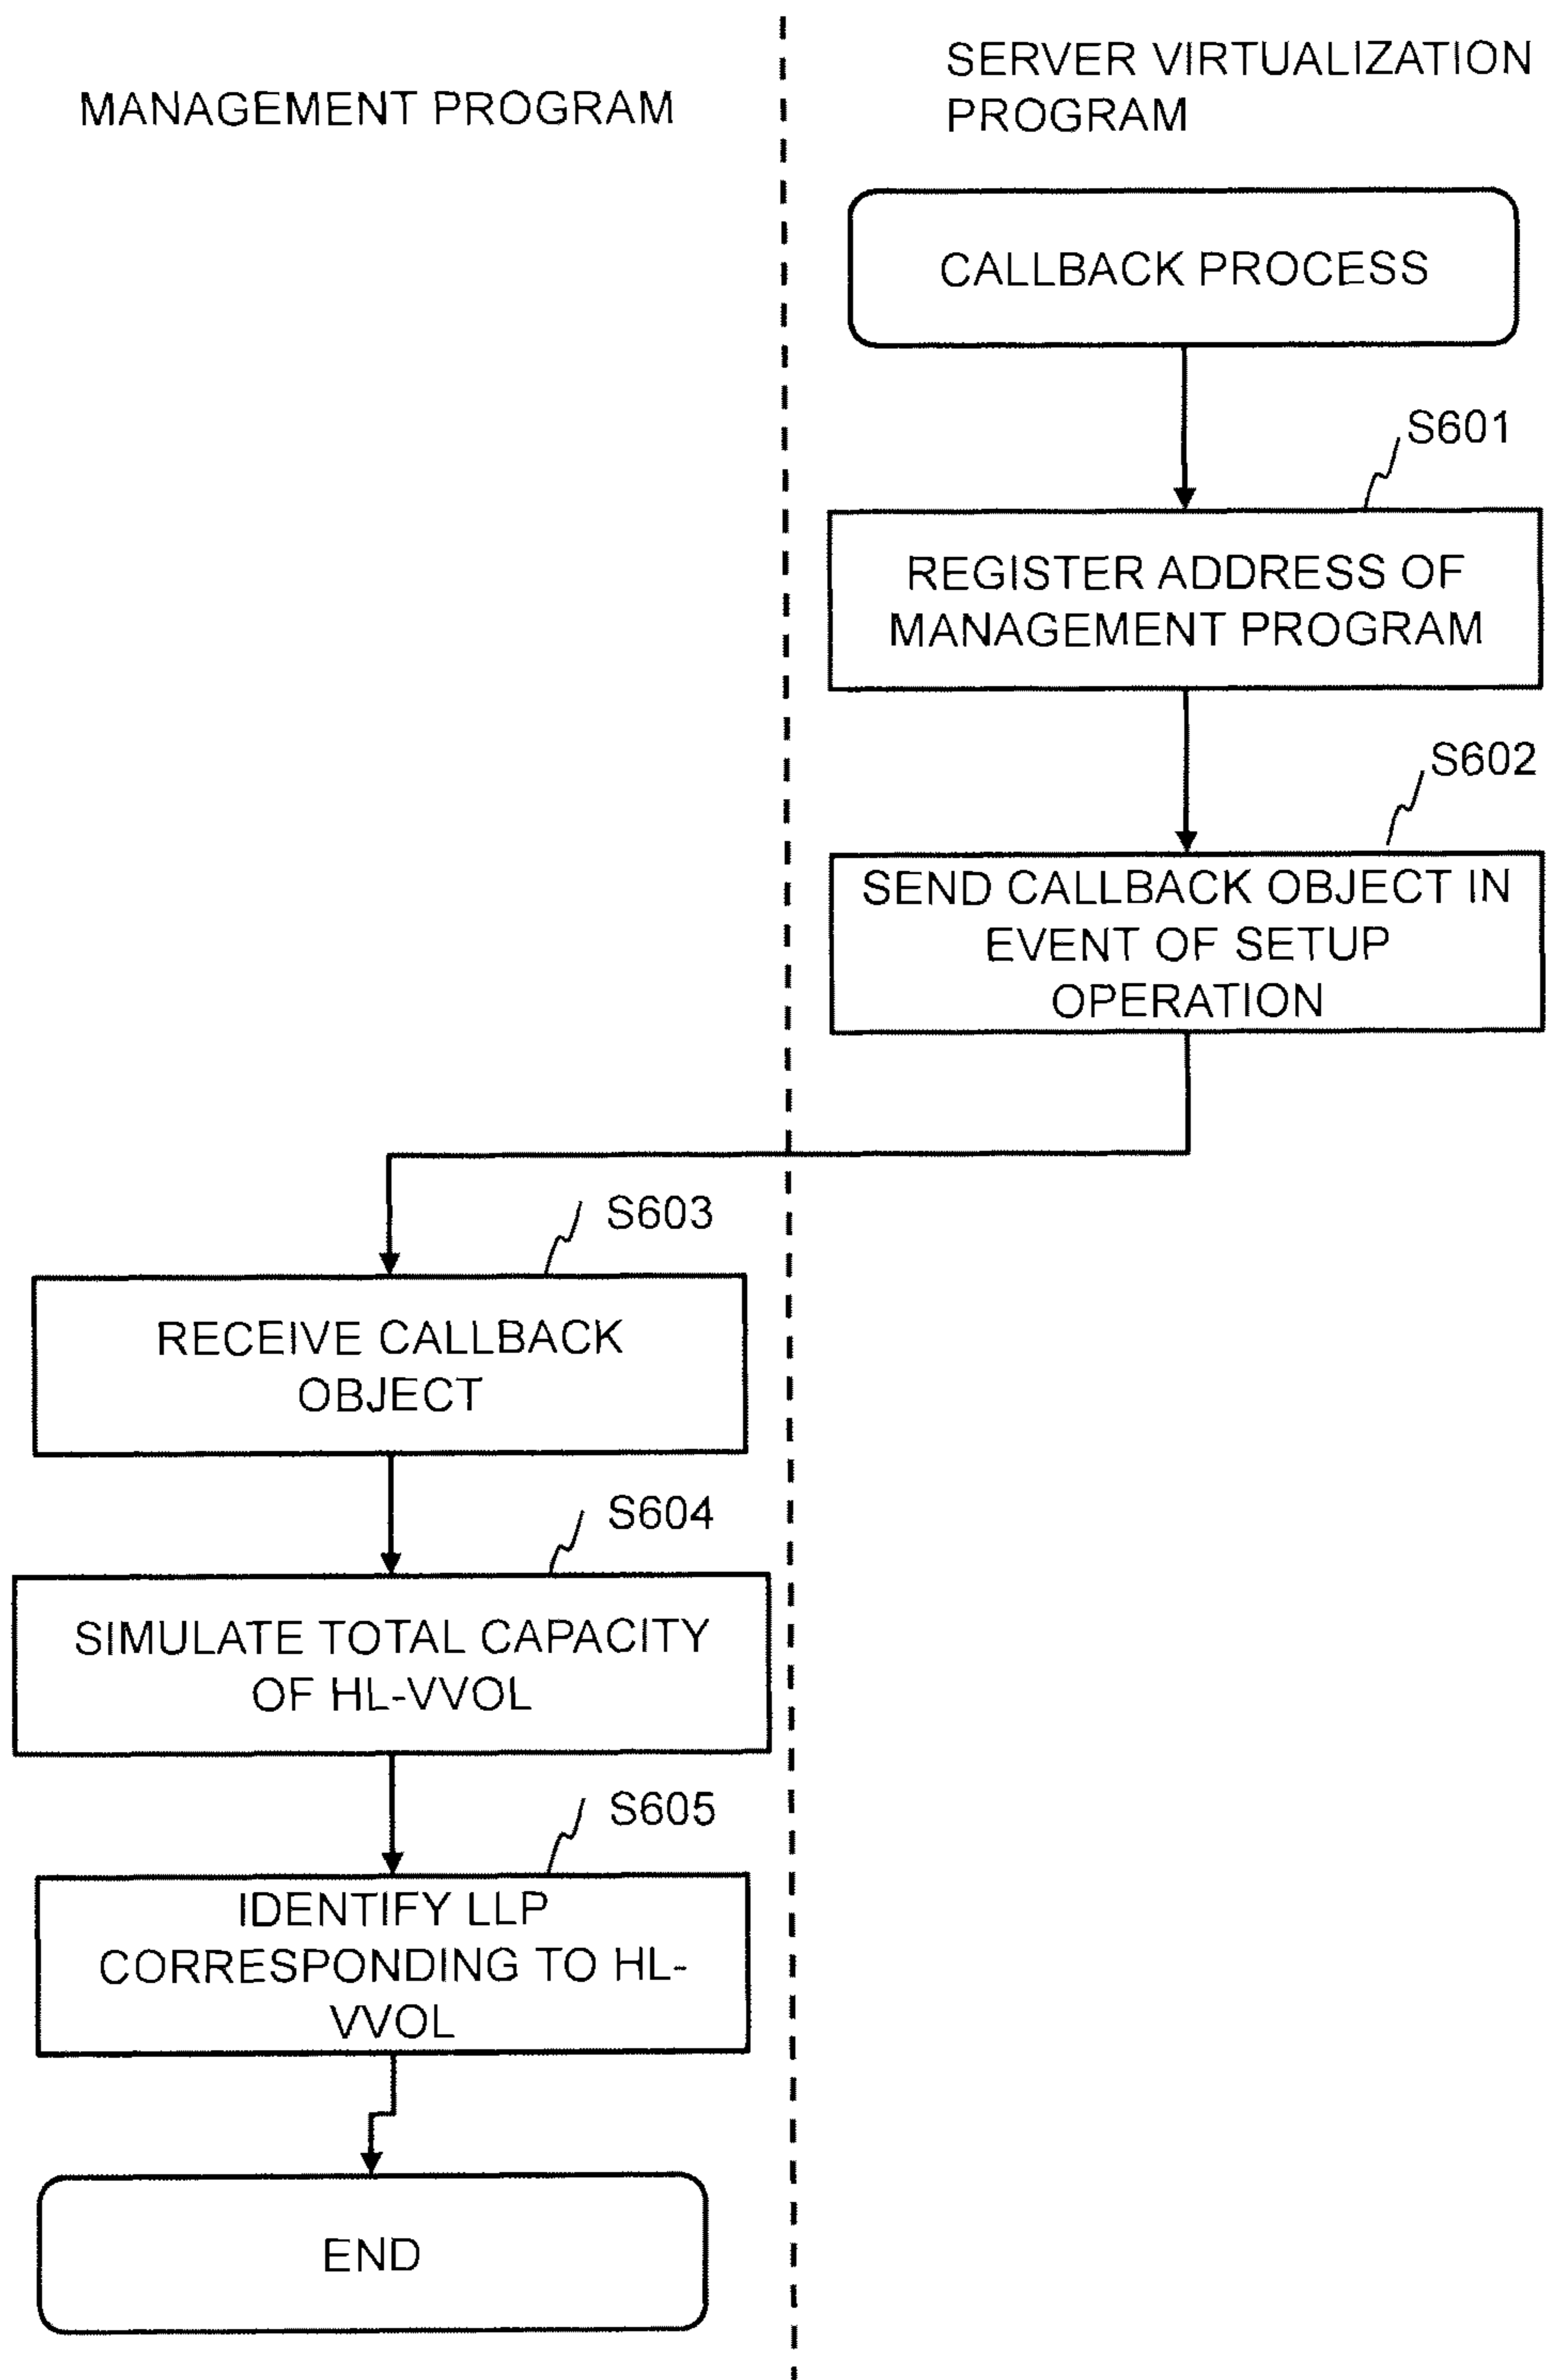 MANAGEMENT PROGRAM
SERVER VIRTUALIZATION
PROGRAM
CALLBACK PROCESS
S601
REGISTER ADDRESS OF
MANAGEMENT PROGRAM
S602
SEND CALLBACK OBJECT IN
EVENT OF SETUP
OPERATION
S603
RECEIVE CALLBACK
OBJECT
S604
SIMULATE TOTAL CAPACITY
OF HL-VVOL
S605
IDENTIFY LLP
CORRESPONDING TO HL-
VVOL
END